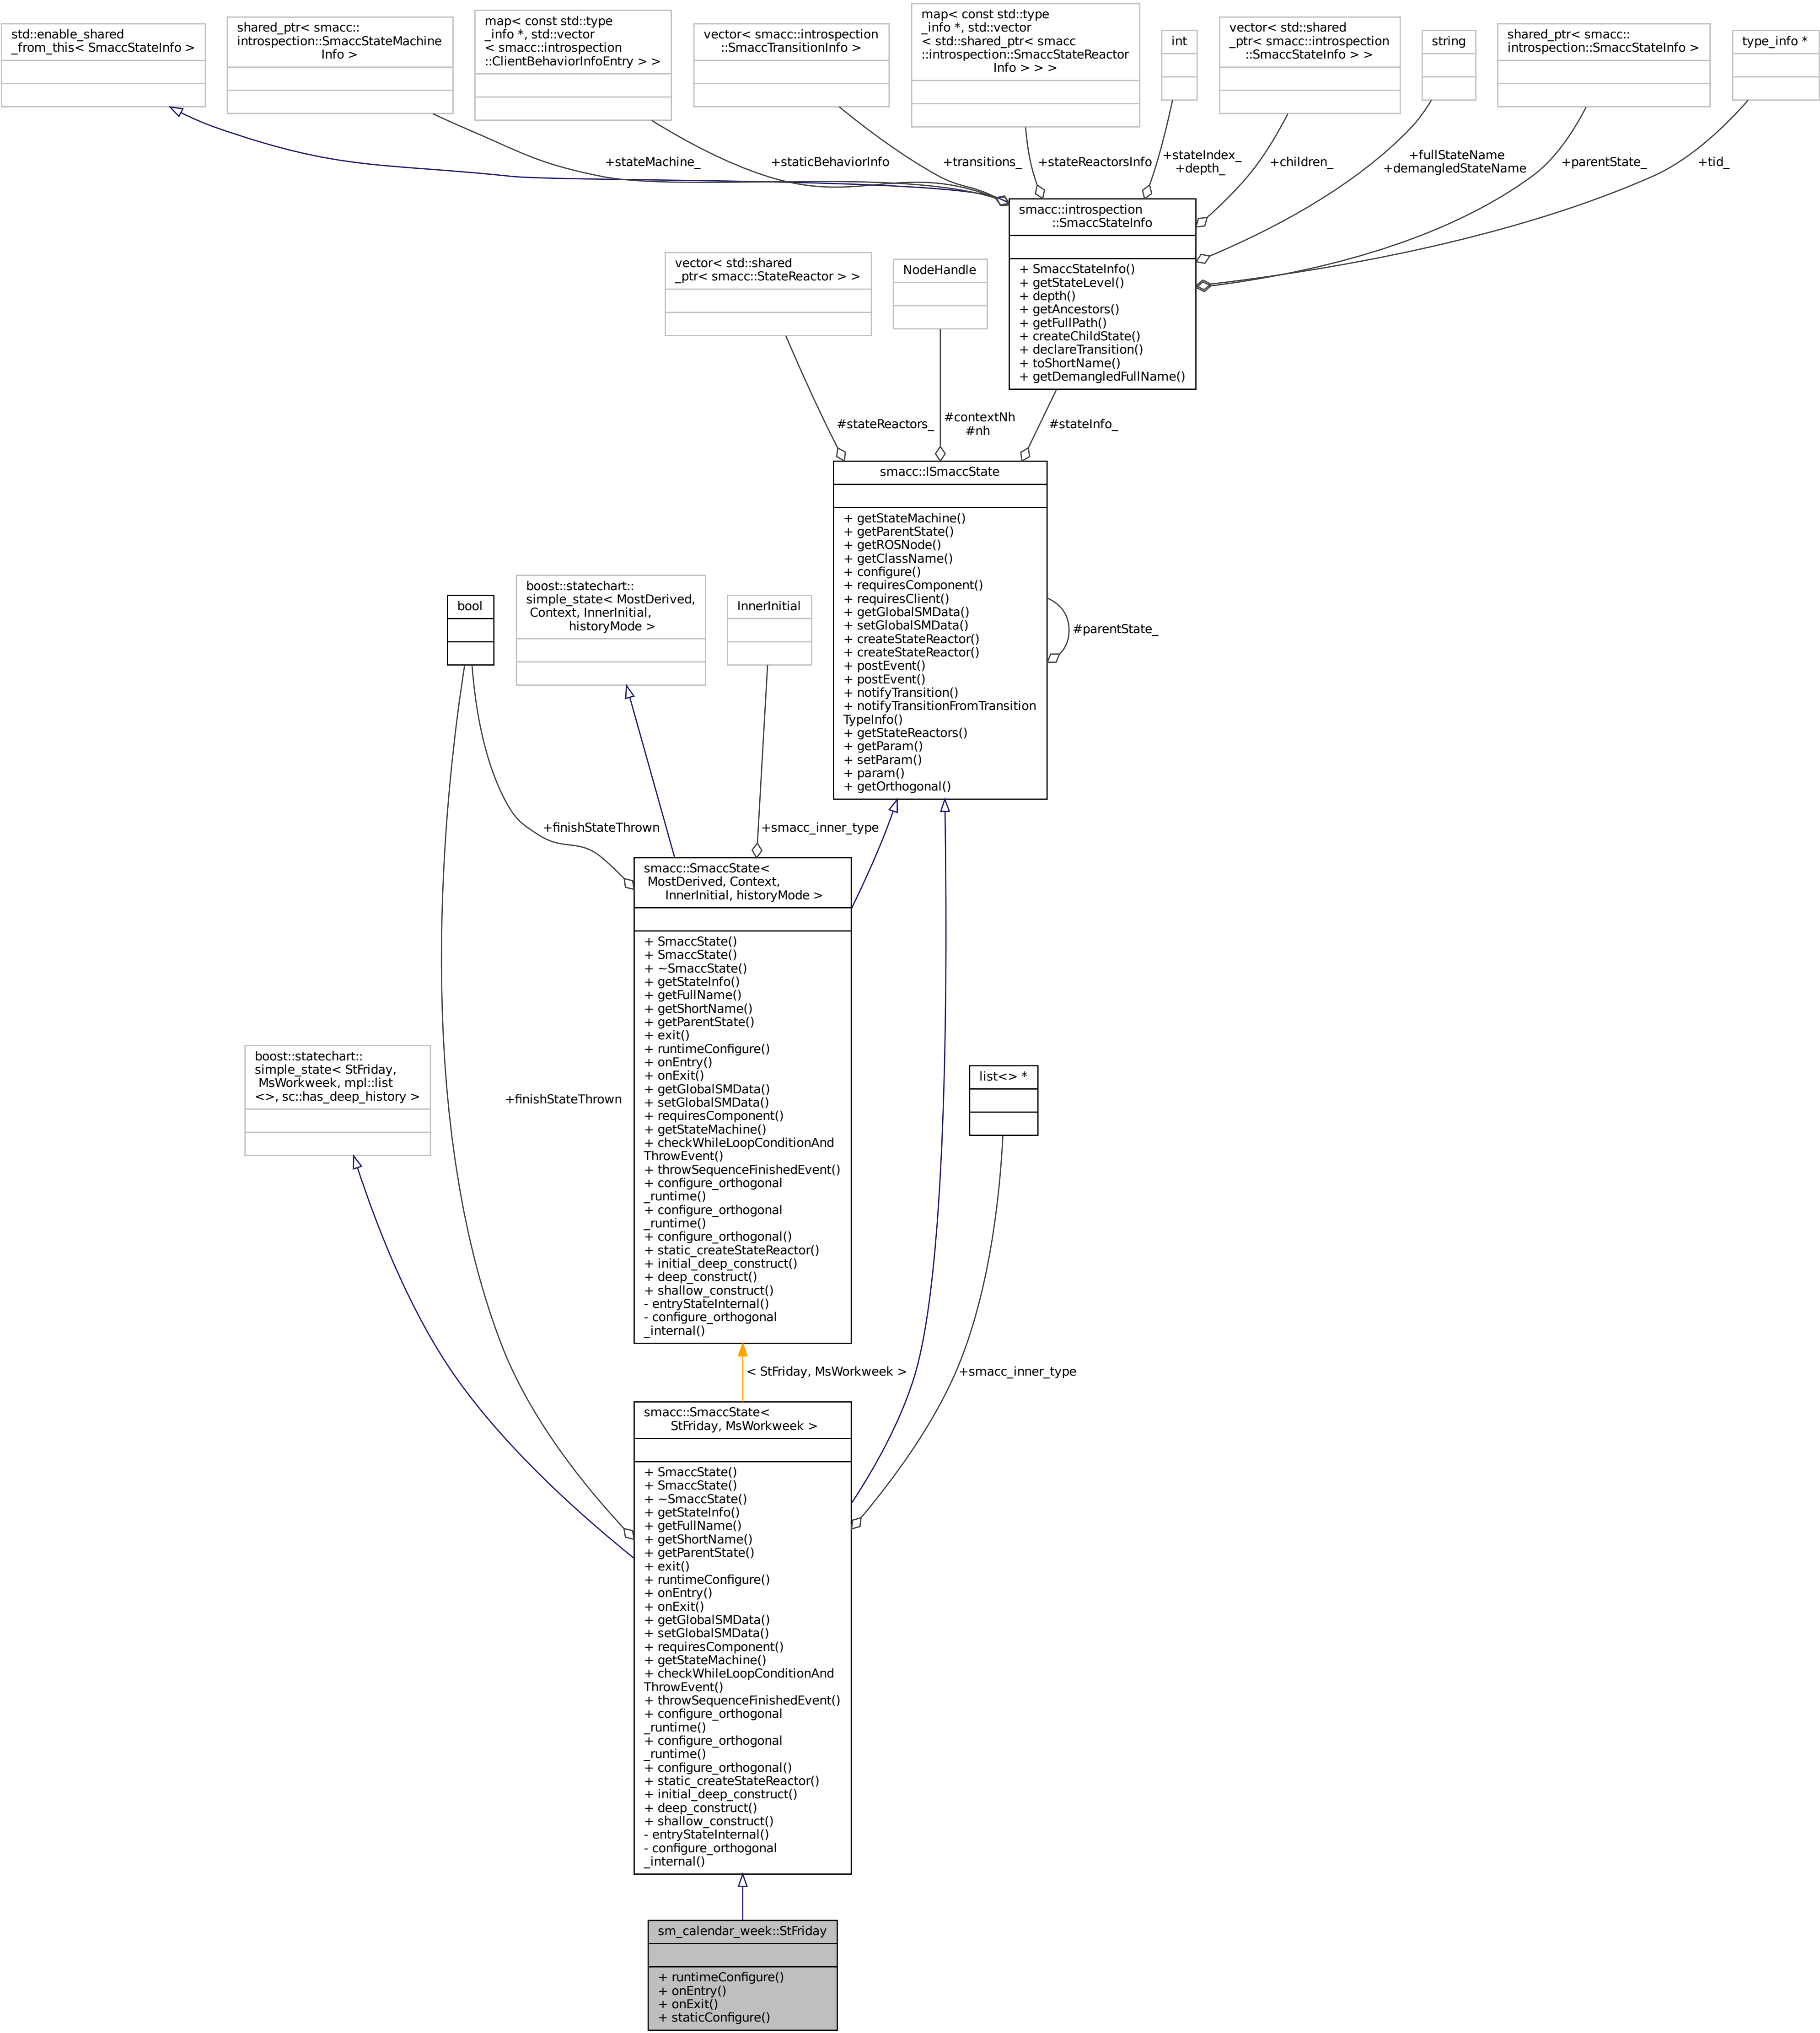 std::enable_shared
_from_this< SmaccStateInfo >
shared_ptr< smacc::
introspection::SmaccStateMachine
Info >
map< const std::type
_info *, std::vector
< smacc::introspection
::ClientBehaviorInfoEntry > >
vector< smacc::introspection
::SmaccTransitionInfo >
map< const std::type
_info *, std::vector
< std::shared_ptr< smacc
::introspection::SmaccStateReactor
Info > > >
int
vector< std::shared
_ptr< smacc::introspection
::SmaccStateInfo > >
string
shared_ptr< smacc::
introspection::SmaccStateInfo >
type_info *
+stateMachine_
+staticBehaviorInfo
+transitions_
+stateReactorsInfo
+stateIndex_
+depth_
+children_
+fullStateName
+demangledStateName
+parentState_
+tid_
smacc::introspection
::SmaccStateInfo
+ SmaccStateInfo()
+ getStateLevel()
+ depth()
+ getAncestors()
+ getFullPath()
+ createChildState()
+ declareTransition()
+ toShortName()
+ getDemangledFullName()
vector< std::shared
_ptr< smacc::StateReactor > >
NodeHandle
#stateReactors_
#contextNh
#nh
#stateInfo_
smacc::ISmaccState
+ getStateMachine()
+ getParentState()
+ getROSNode()
+ getClassName()
+ configure()
+ requiresComponent()
+ requiresClient()
+ getGlobalSMData()
+ setGlobalSMData()
+ createStateReactor()
+ createStateReactor()
+ postEvent()
+ postEvent()
+ notifyTransition()
+ notifyTransitionFromTransition
TypeInfo()
+ getStateReactors()
+ getParam()
+ setParam()
+ param()
+ getOrthogonal()
#parentState_
bool
boost::statechart::
simple_state< MostDerived,
Context, InnerInitial,
historyMode >
InnerInitial
+finishStateThrown
+smacc_inner_type
smacc::SmaccState<
MostDerived, Context,
InnerInitial, historyMode >
+ SmaccState()
+ SmaccState()
+ ~SmaccState()
+ getStateInfo()
+ getFullName()
+ getShortName()
+ getParentState()
+ exit()
+ runtimeConfigure()
+ onEntry()
+ onExit()
+ getGlobalSMData()
+ setGlobalSMData()
+ requiresComponent()
+ getStateMachine()
+ checkWhileLoopConditionAnd
ThrowEvent()
+ throwSequenceFinishedEvent()
+ configure_orthogonal
_runtime()
+ configure_orthogonal
_runtime()
+ configure_orthogonal()
+ static_createStateReactor()
+ initial_deep_construct()
+ deep_construct()
+ shallow_construct()
- entryStateInternal()
- configure_orthogonal
_internal()
boost::statechart::
simple_state< StFriday,
MsWorkweek, mpl::list
<>, sc::has_deep_history >
+finishStateThrown
list<> *
< StFriday, MsWorkweek >
+smacc_inner_type
smacc::SmaccState<
StFriday, MsWorkweek >
+ SmaccState()
+ SmaccState()
+ ~SmaccState()
+ getStateInfo()
+ getFullName()
+ getShortName()
+ getParentState()
+ exit()
+ runtimeConfigure()
+ onEntry()
+ onExit()
+ getGlobalSMData()
+ setGlobalSMData()
+ requiresComponent()
+ getStateMachine()
+ checkWhileLoopConditionAnd
ThrowEvent()
+ throwSequenceFinishedEvent()
+ configure_orthogonal
_runtime()
+ configure_orthogonal
_runtime()
+ configure_orthogonal()
+ static_createStateReactor()
+ initial_deep_construct()
+ deep_construct()
+ shallow_construct()
- entryStateInternal()
- configure_orthogonal
_internal()
sm_calendar_week::StFriday
+ runtimeConfigure()
+ onEntry()
+ onExit()
+ staticConfigure()